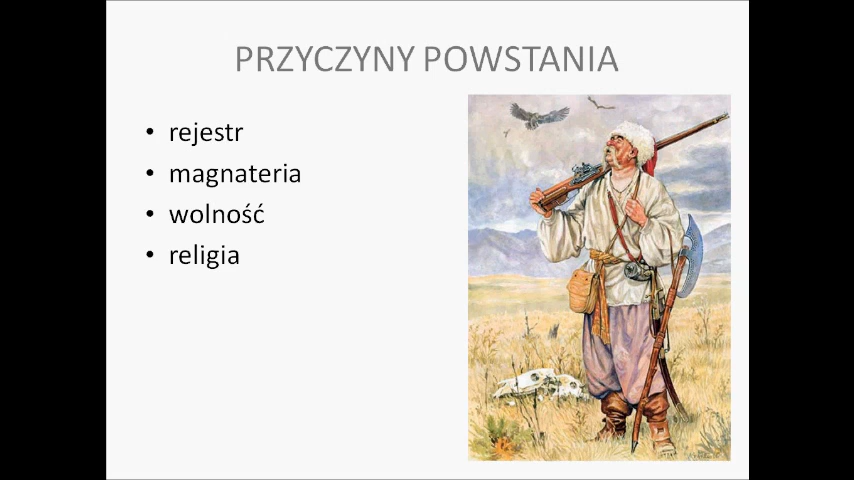 PRZYCZYNY POWSTANIA
• rejestr
• magnateria
• wolność
• religia